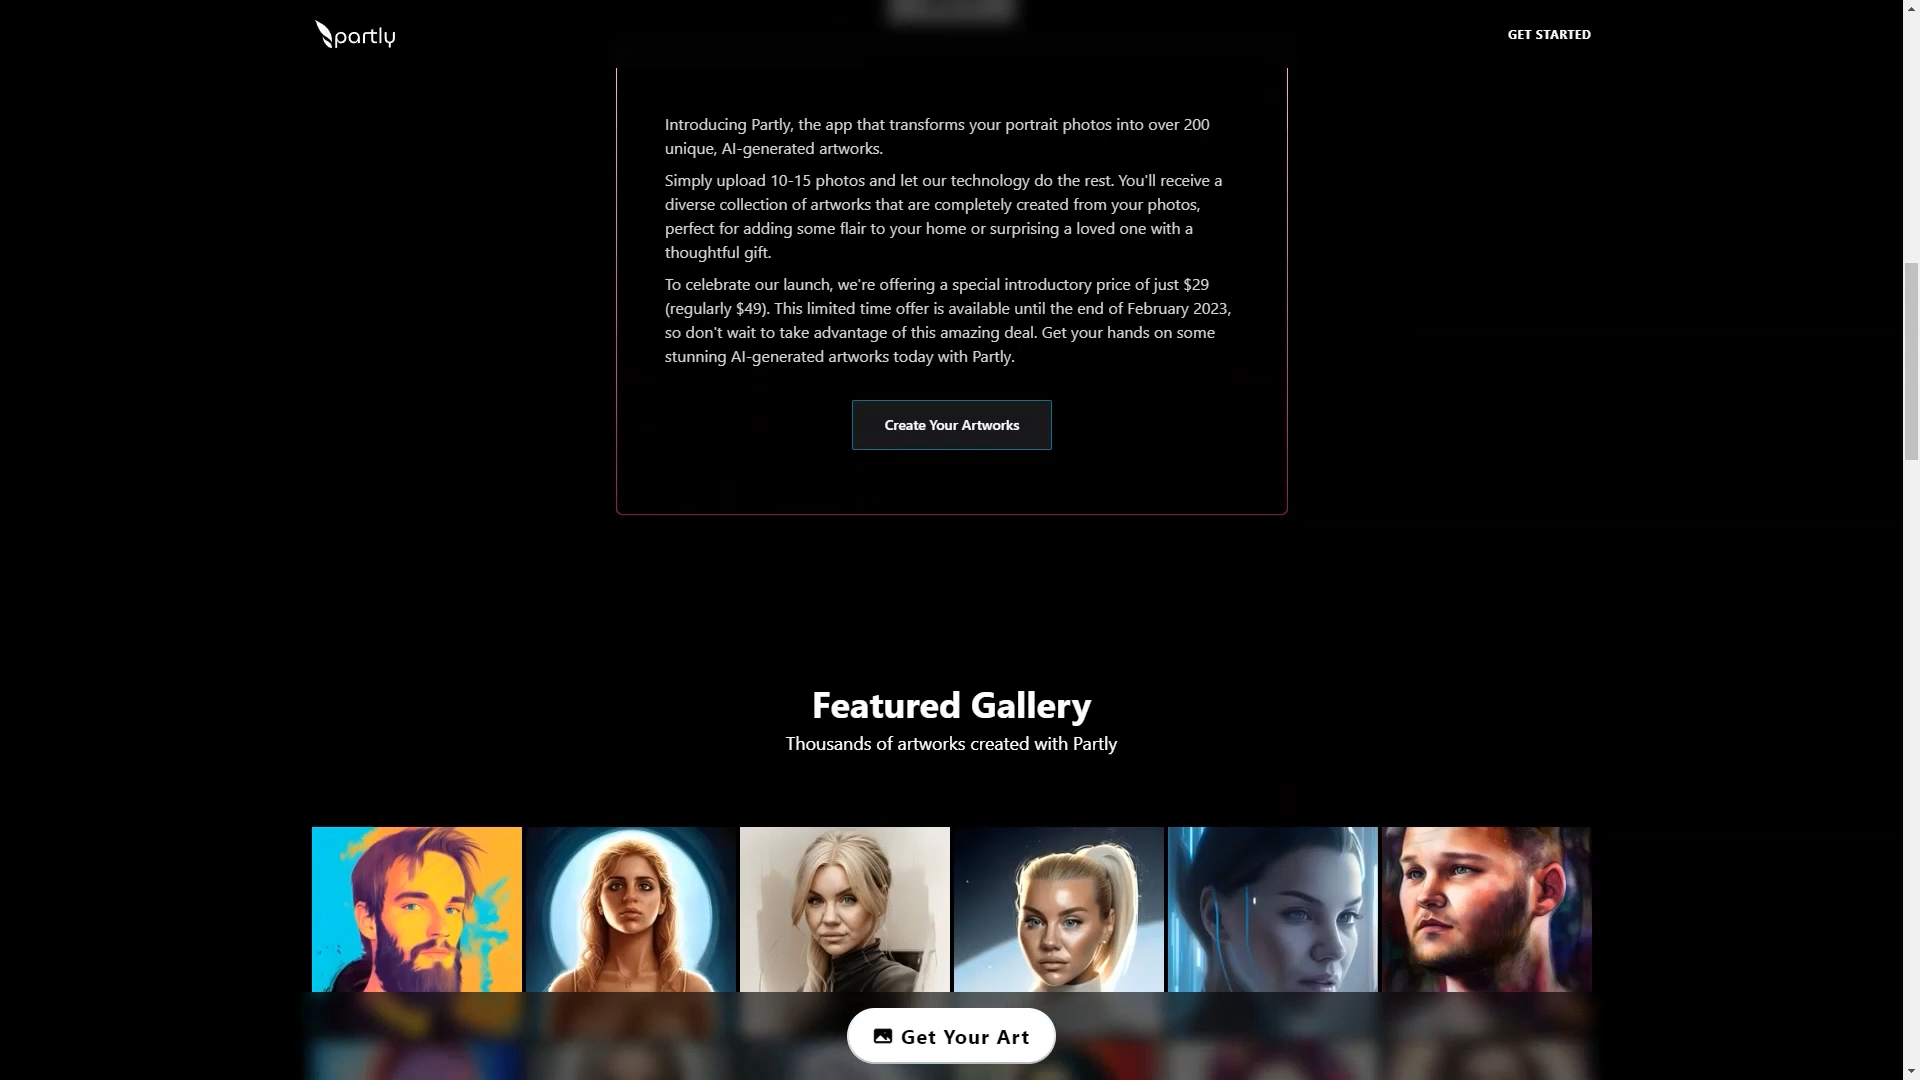 partly
GET STARTED
Introducing Partly, the app that transforms your portrait photos into over 200
unique, AI-generated artworks.
Simply upload 10-15 photos and let our technology do the rest. You'll receive a
diverse collection of artworks that are completely created from your photos,
perfect for adding some flair to your home or surprising a loved one with a
thoughtful gift.
To celebrate our launch, we're offering a special introductory price of just $29
(regularly $49). This limited time offer is available until the end of February 2023,
so don't wait to take advantage of this amazing deal. Get your hands on some
stunning AI-generated artworks today with Partly.
Create Your Artworks
Featured Gallery
Thousands of artworks created with Partly
Get Your Art